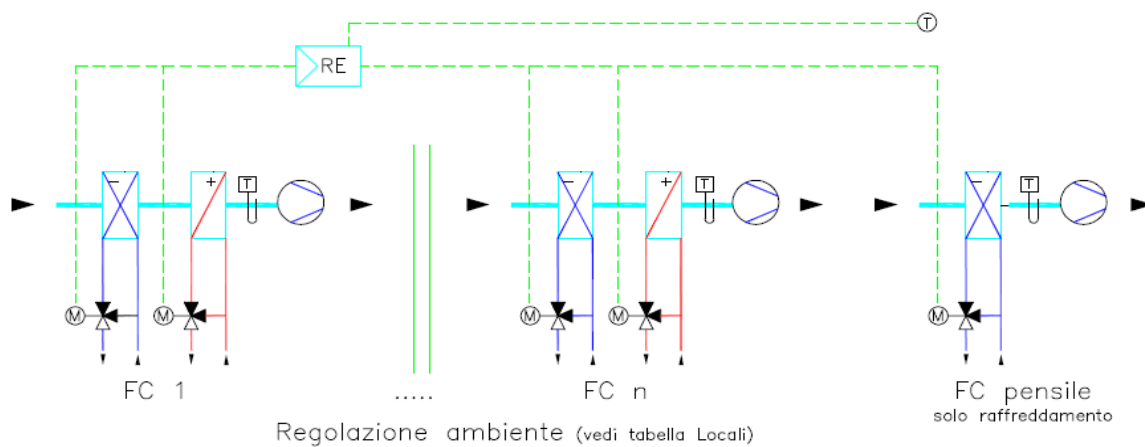 T
RE
− + T
− + T
− T
M M
M M
M
FC 1
.....
FC n
FC pensile
solo raffreddamento
Regolazione ambiente (vedi tabella Locali)